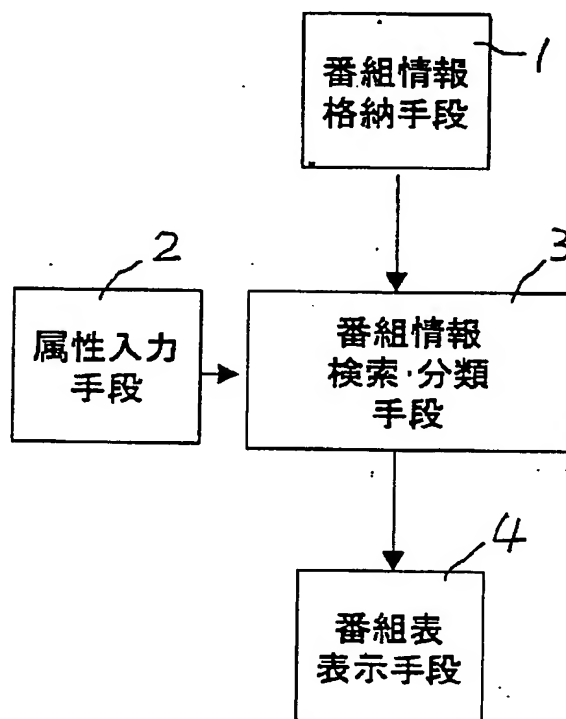 1
番組情報
格納手段
2
属性入力
手段
3
番組情報
検索・分類
手段
4
番組表
表示手段